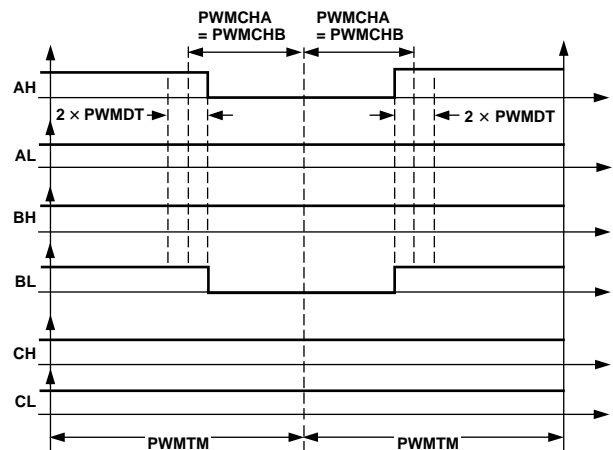 PWMCHA
= PWMCHB
PWMCHA
= PWMCHB
AH
2 × PWMDT
2 × PWMDT
AL
BH
BL
CH
CL
PWMTM
PWMTM